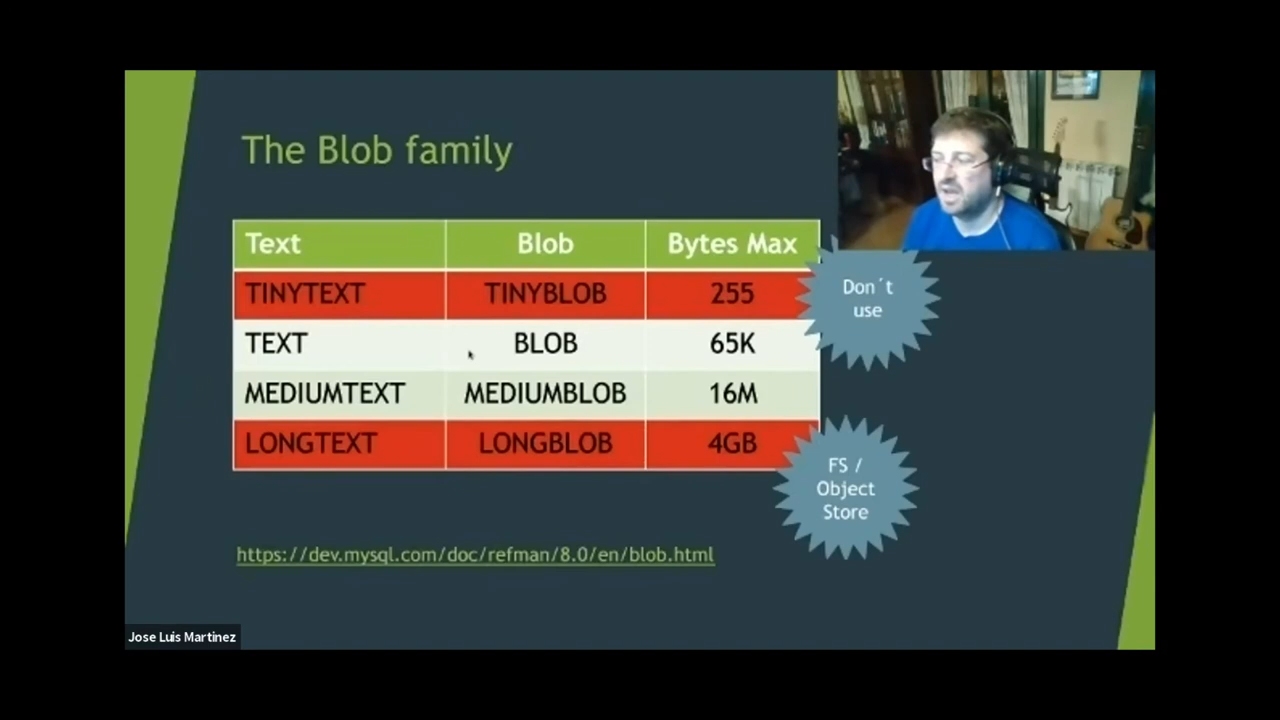 The Blob family
Text Blob Bytes Max
TINYTEXT TINYBLOB 255
Don´t
use
TEXT BLOB 65K
MEDIUMTEXT MEDIUMBLOB 16M
LONGTEXT LONGBLOB 4GB
FS /
Object
Store
https://dev.mysql.com/doc/refman/8.0/en/blob.html
Jose Luis Martinez